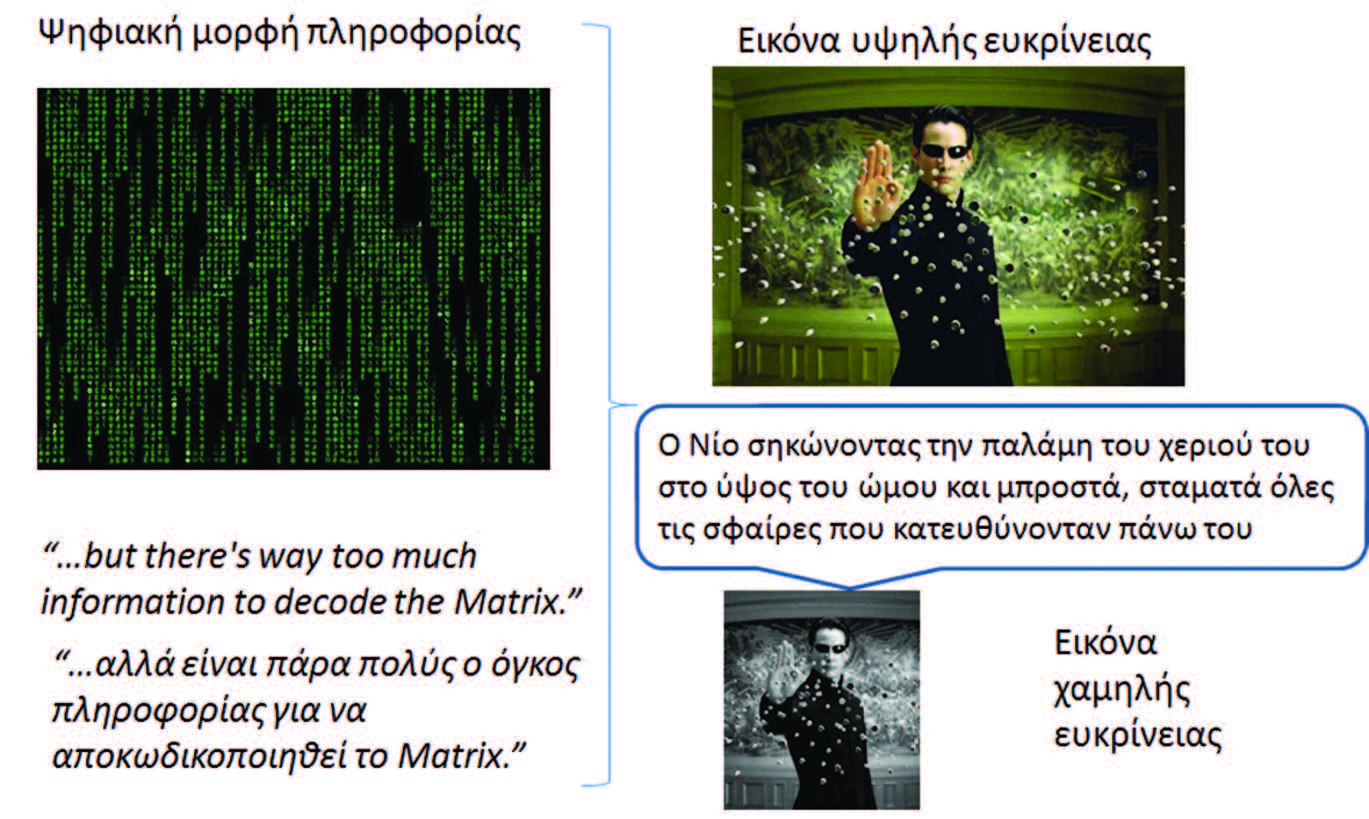 Ψηφιακή μορφή πληροφορίας
“…but there's way too much
information to decode the Matrix.”
“…αλλά είναι πάρα πολύς ο όγκος
πληροφορίας για να
αποκωδικοποιηθεί το Matrix.”
Εικόνα υψηλής ευκρίνειας
Ο Νίο σηκώνοντας την παλάμη του χεριού του
στο ύψος του ώμου και μπροστά, σταματά όλες
τις σφαίρες που κατευθύνονταν πάνω του
Εικόνα
χαμηλής
ευκρίνειας